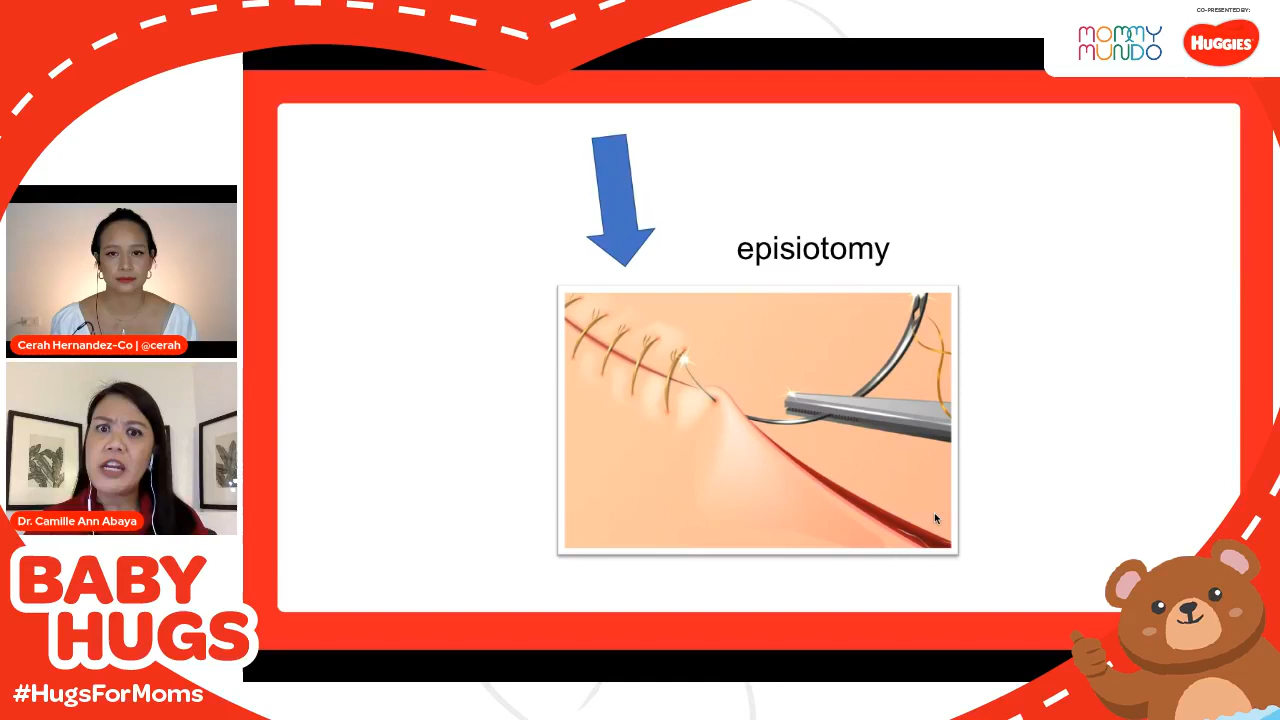 CO-PRESENTED BY:
MOMMY
MUNDO
HUGGIES
episiotomy
Cerah Hernandez-Co | @cerah
Dr. Camille Ann Abaya
BABY
HUGS
#HugsForMoms